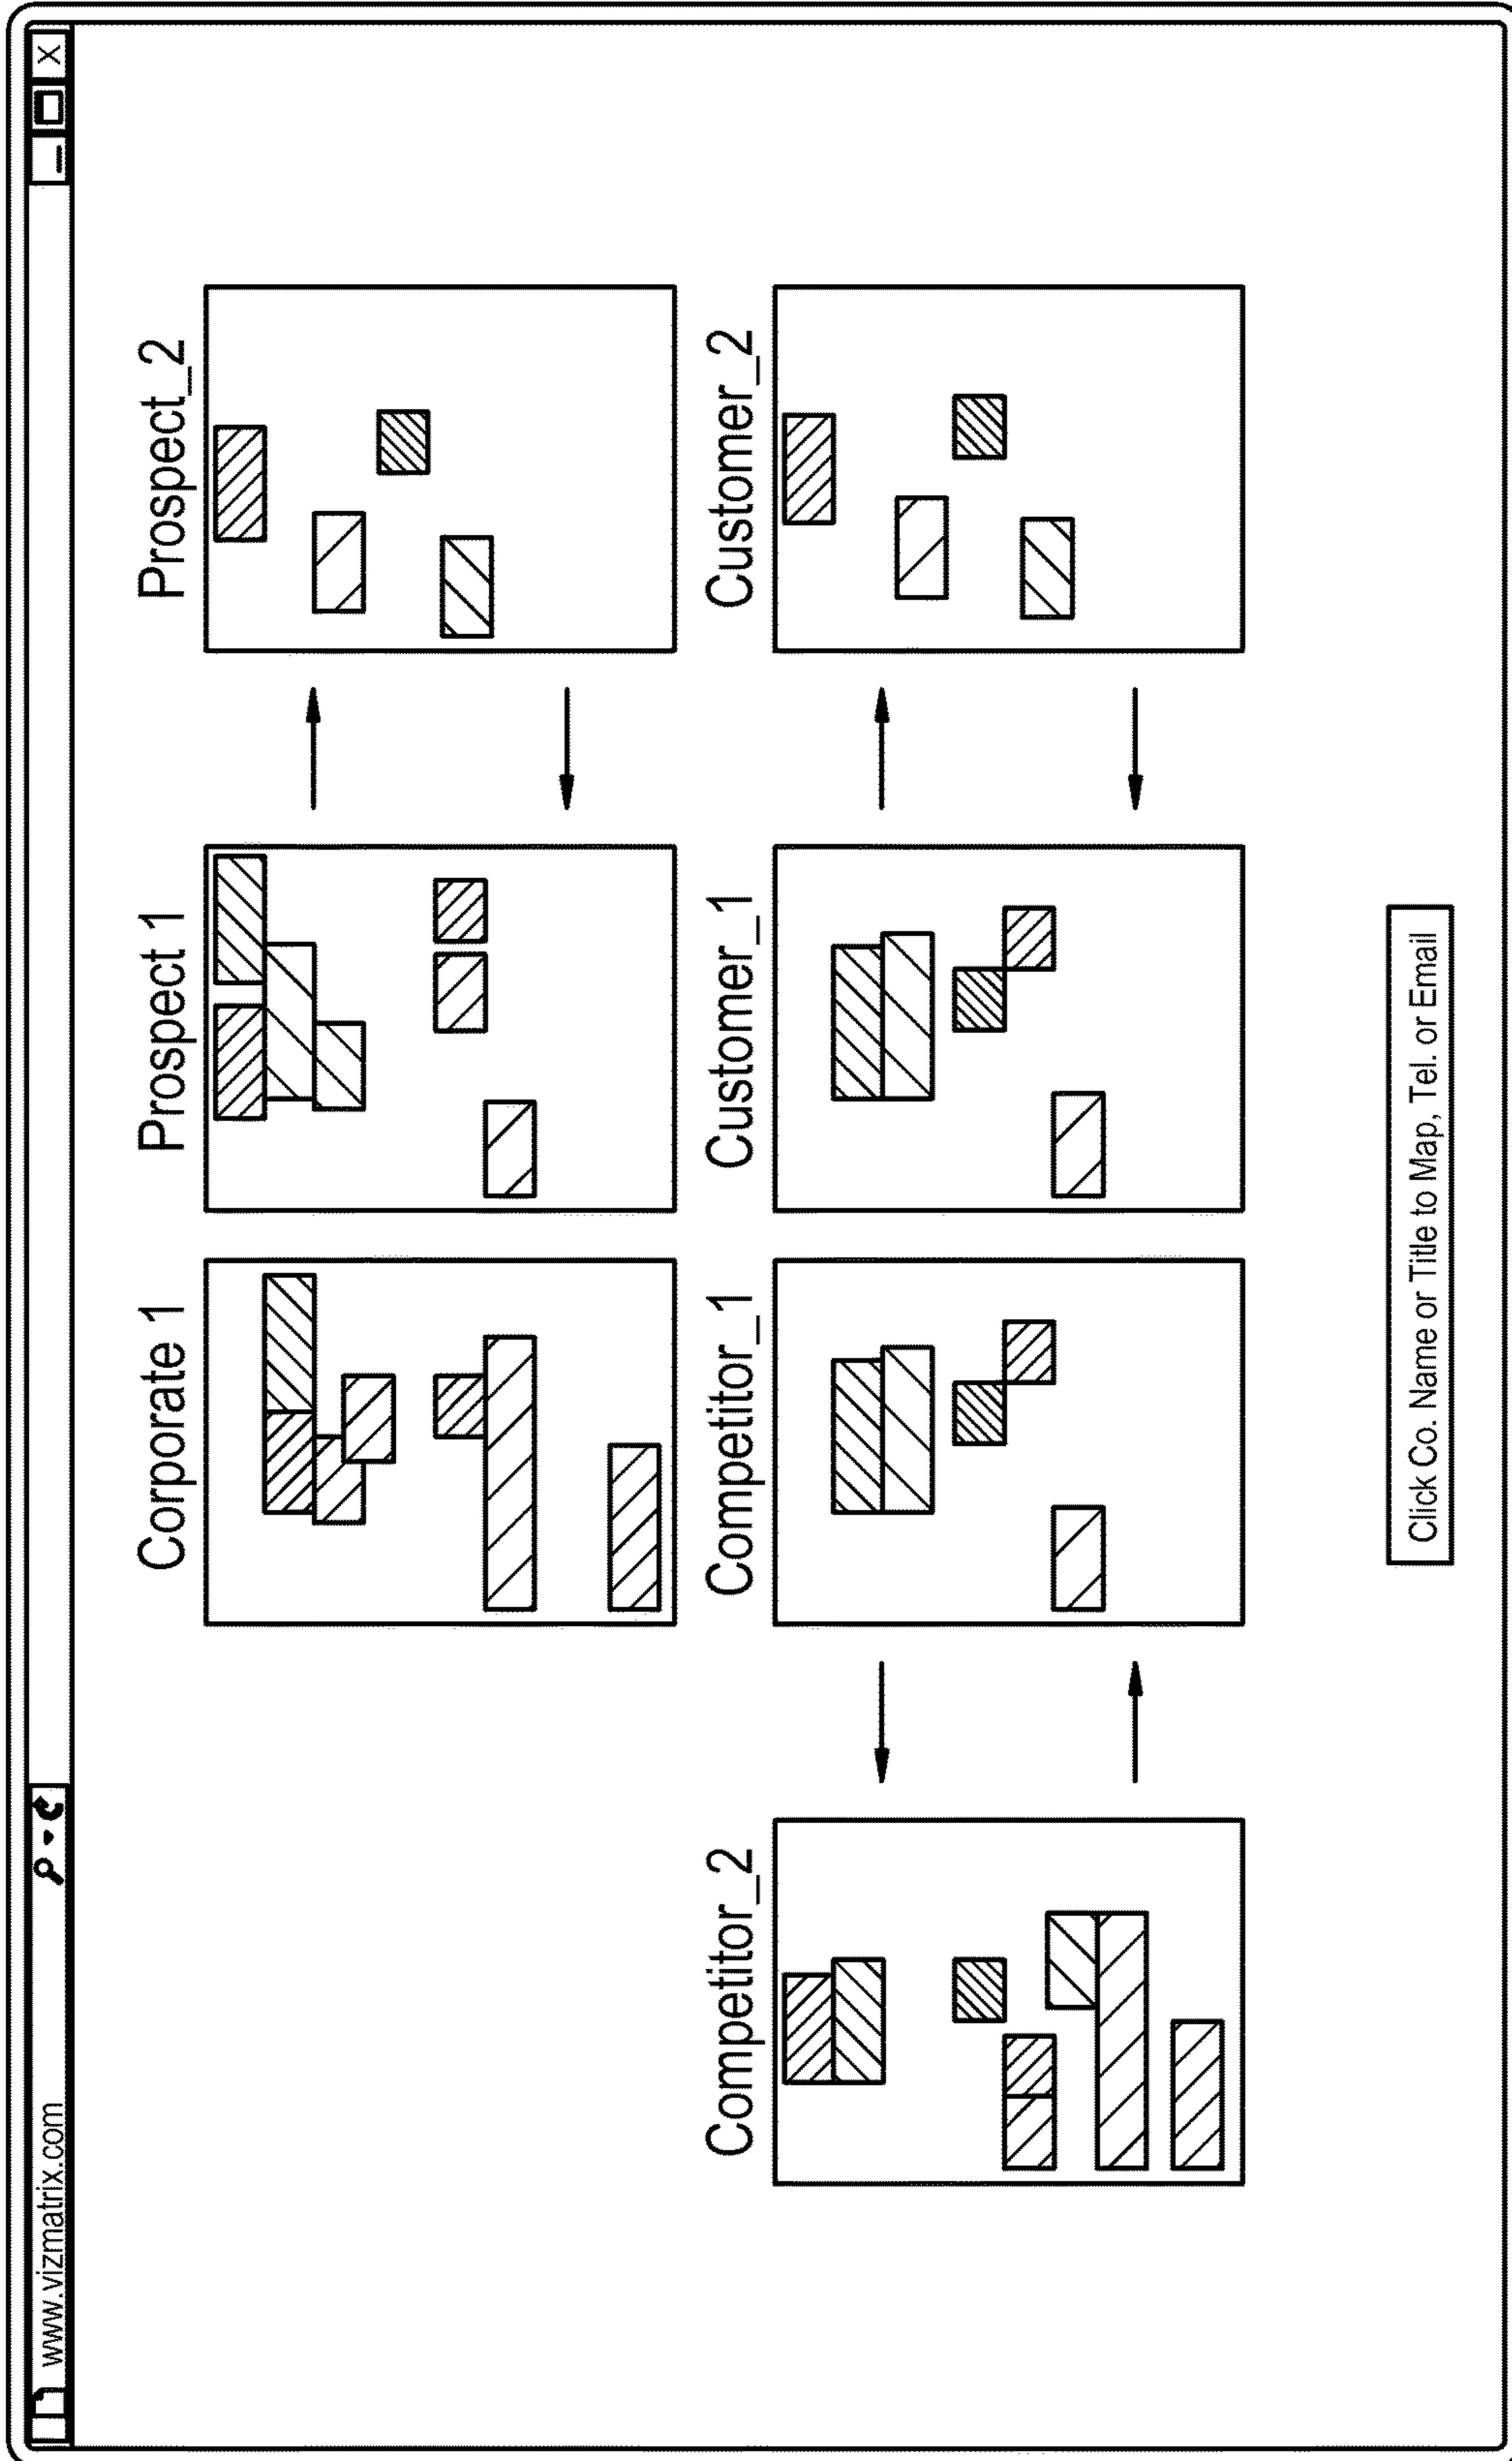 www.vizmatrix.com
Corporate 1
Prospect 1
Prospect_2
Competitor_2
Competitor_1
Customer_1
Customer_2
Click Co. Name or Title to Map, Tel. or Email